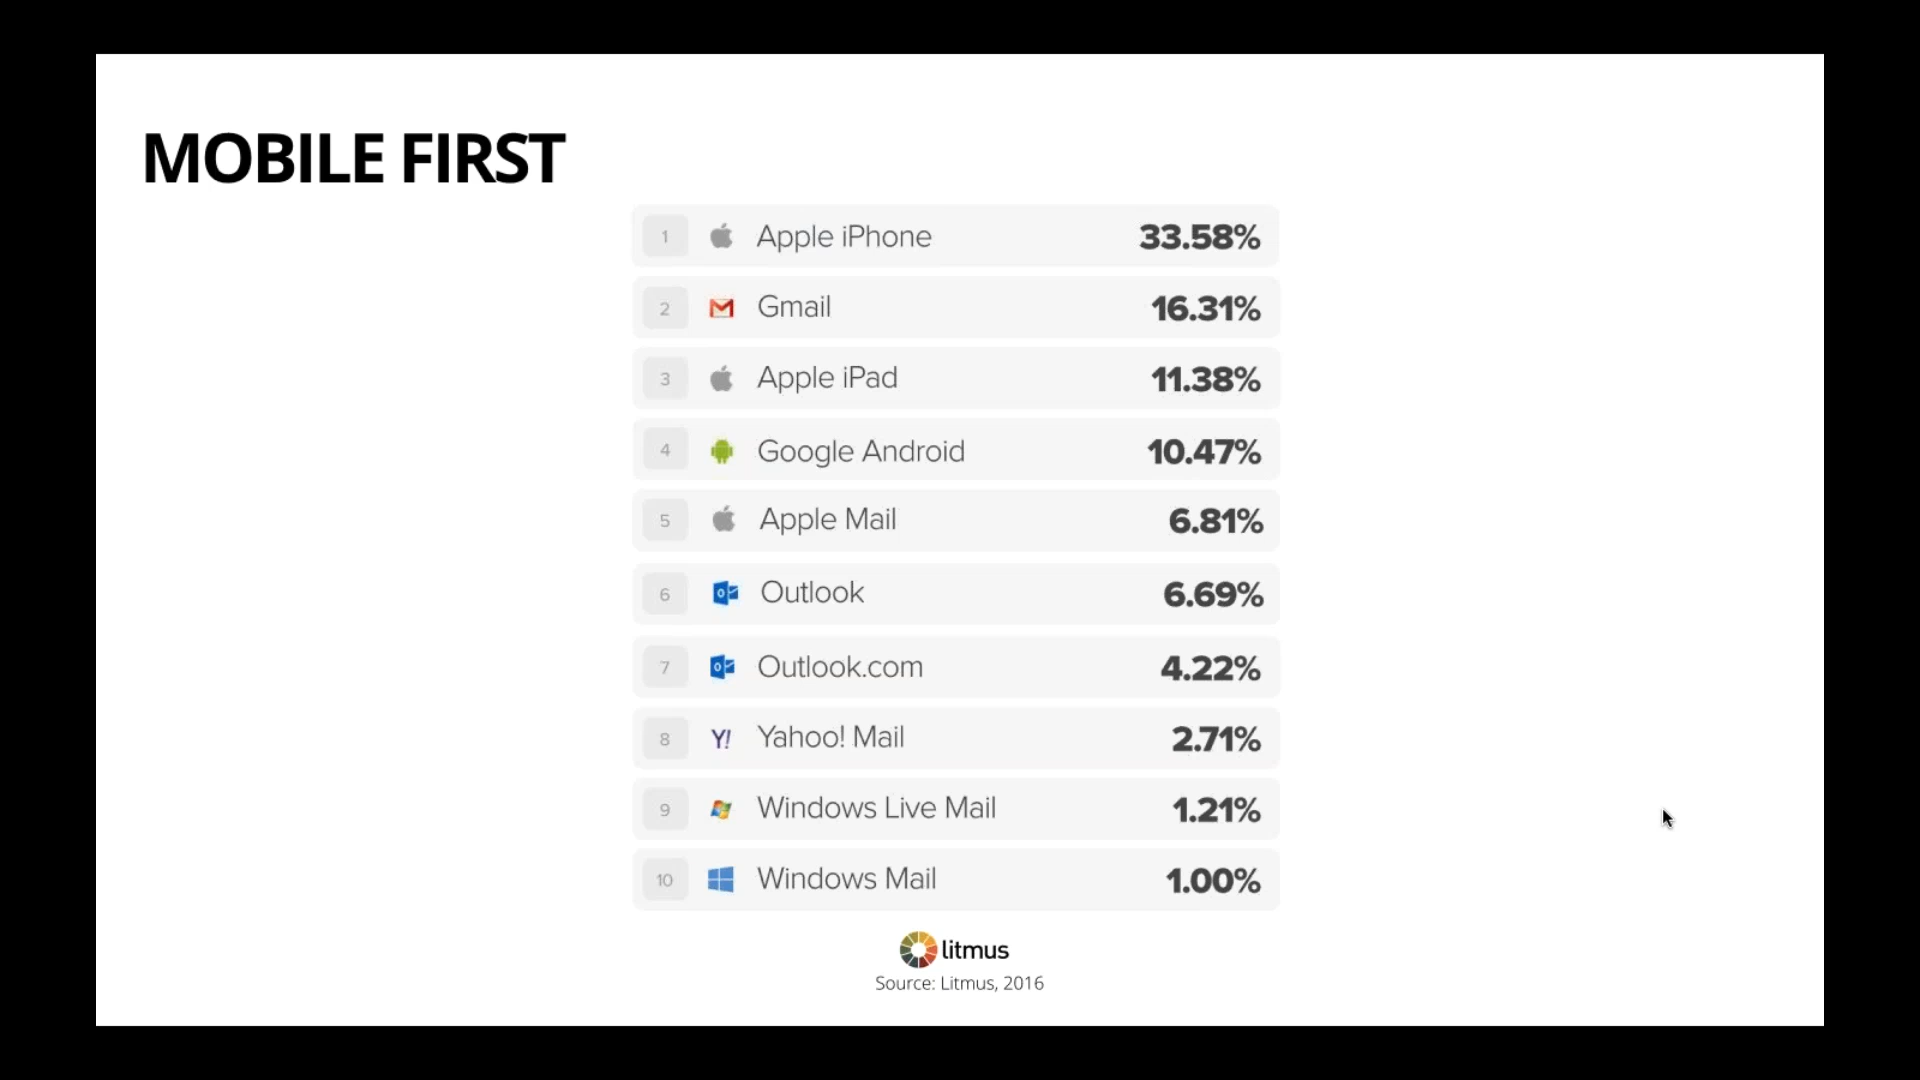 MOBILE FIRST
1 Apple iPhone 33.58%
2 Gmail 16.31%
3 Apple iPad 11.38%
4 Google Android 10.47%
5 Apple Mail 6.81%
6 Outlook 6.69%
7 Outlook.com 4.22%
8 Y! Yahoo! Mail 2.71%
9 Windows Live Mail 1.21%
10 Windows Mail 1.00%
litmus
Source: Litmus, 2016